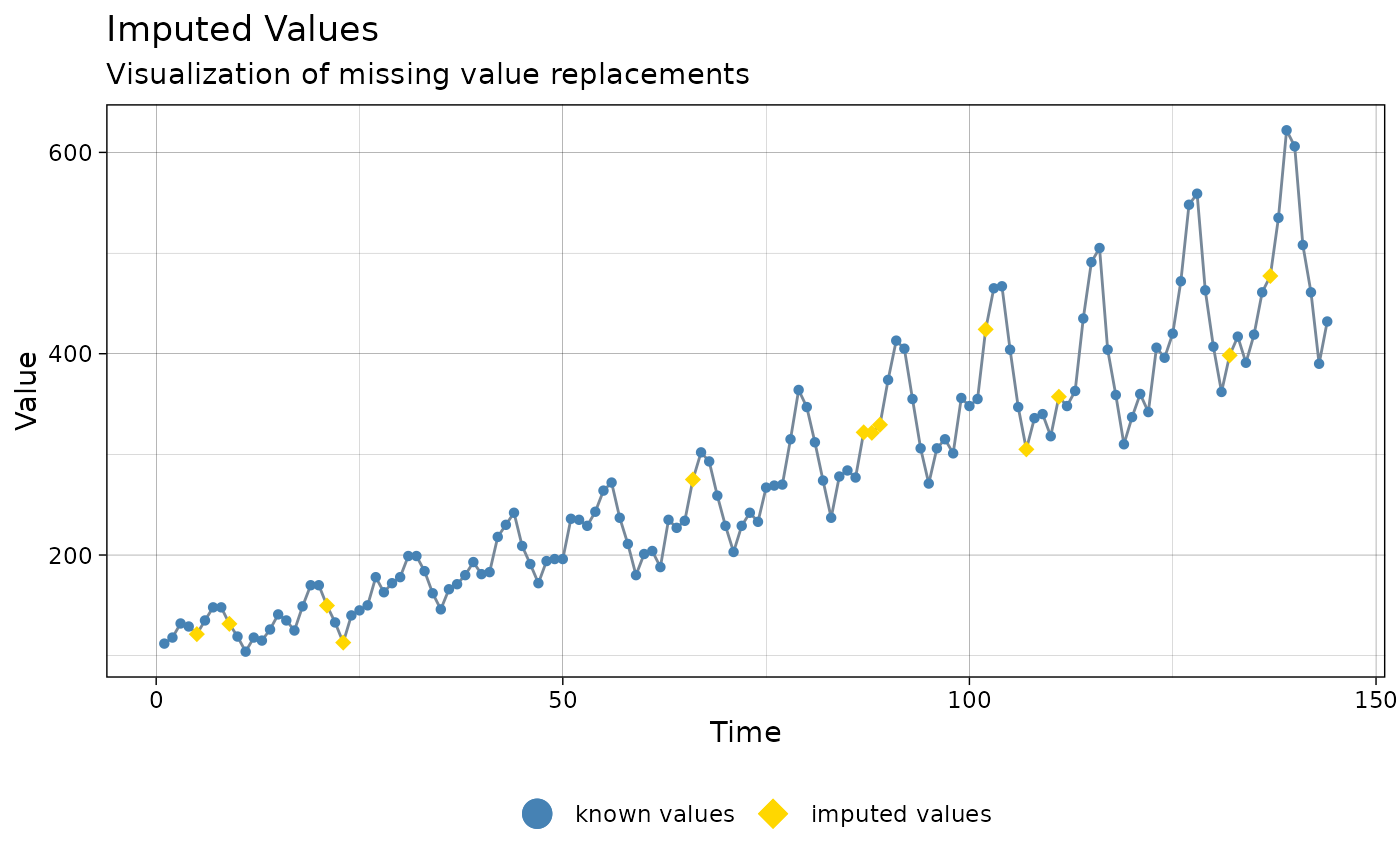 Imputed Values
Visualization of missing value replacements
600
400
200
Value
0 50 100 150
Time
known values imputed values